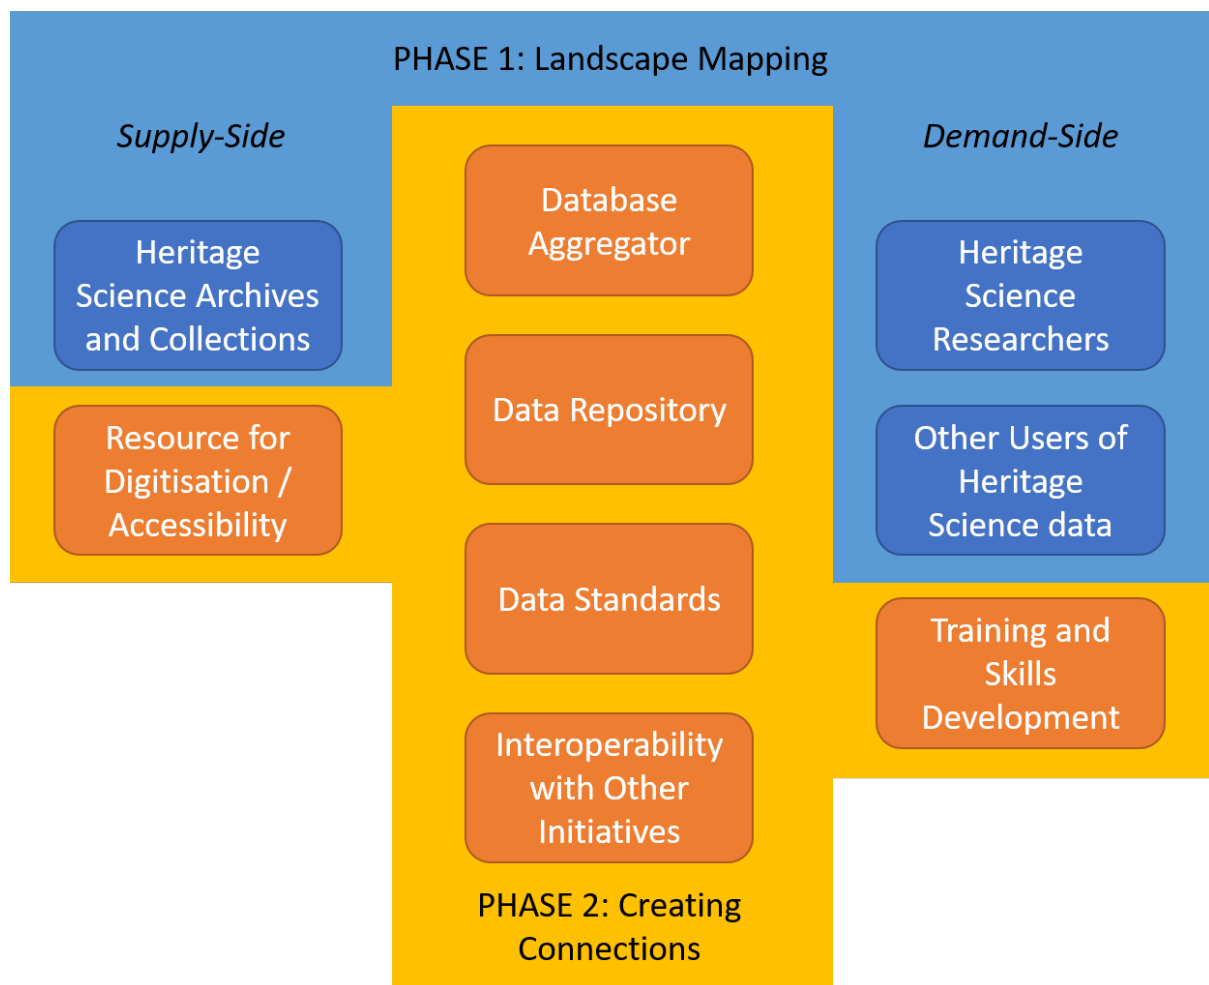 PHASE 1: Landscape Mapping
Supply-Side
Heritage
Science Archives
and Collections
Resource for
Digitisation /
Accessibility
Database
Aggregator
Data Repository
Data Standards
Interoperability
with Other
Initiatives
PHASE 2: Creating
Connections
Demand-Side
Heritage
Science
Researchers
Other Users of
Heritage
Science data
Training and
Skills
Development